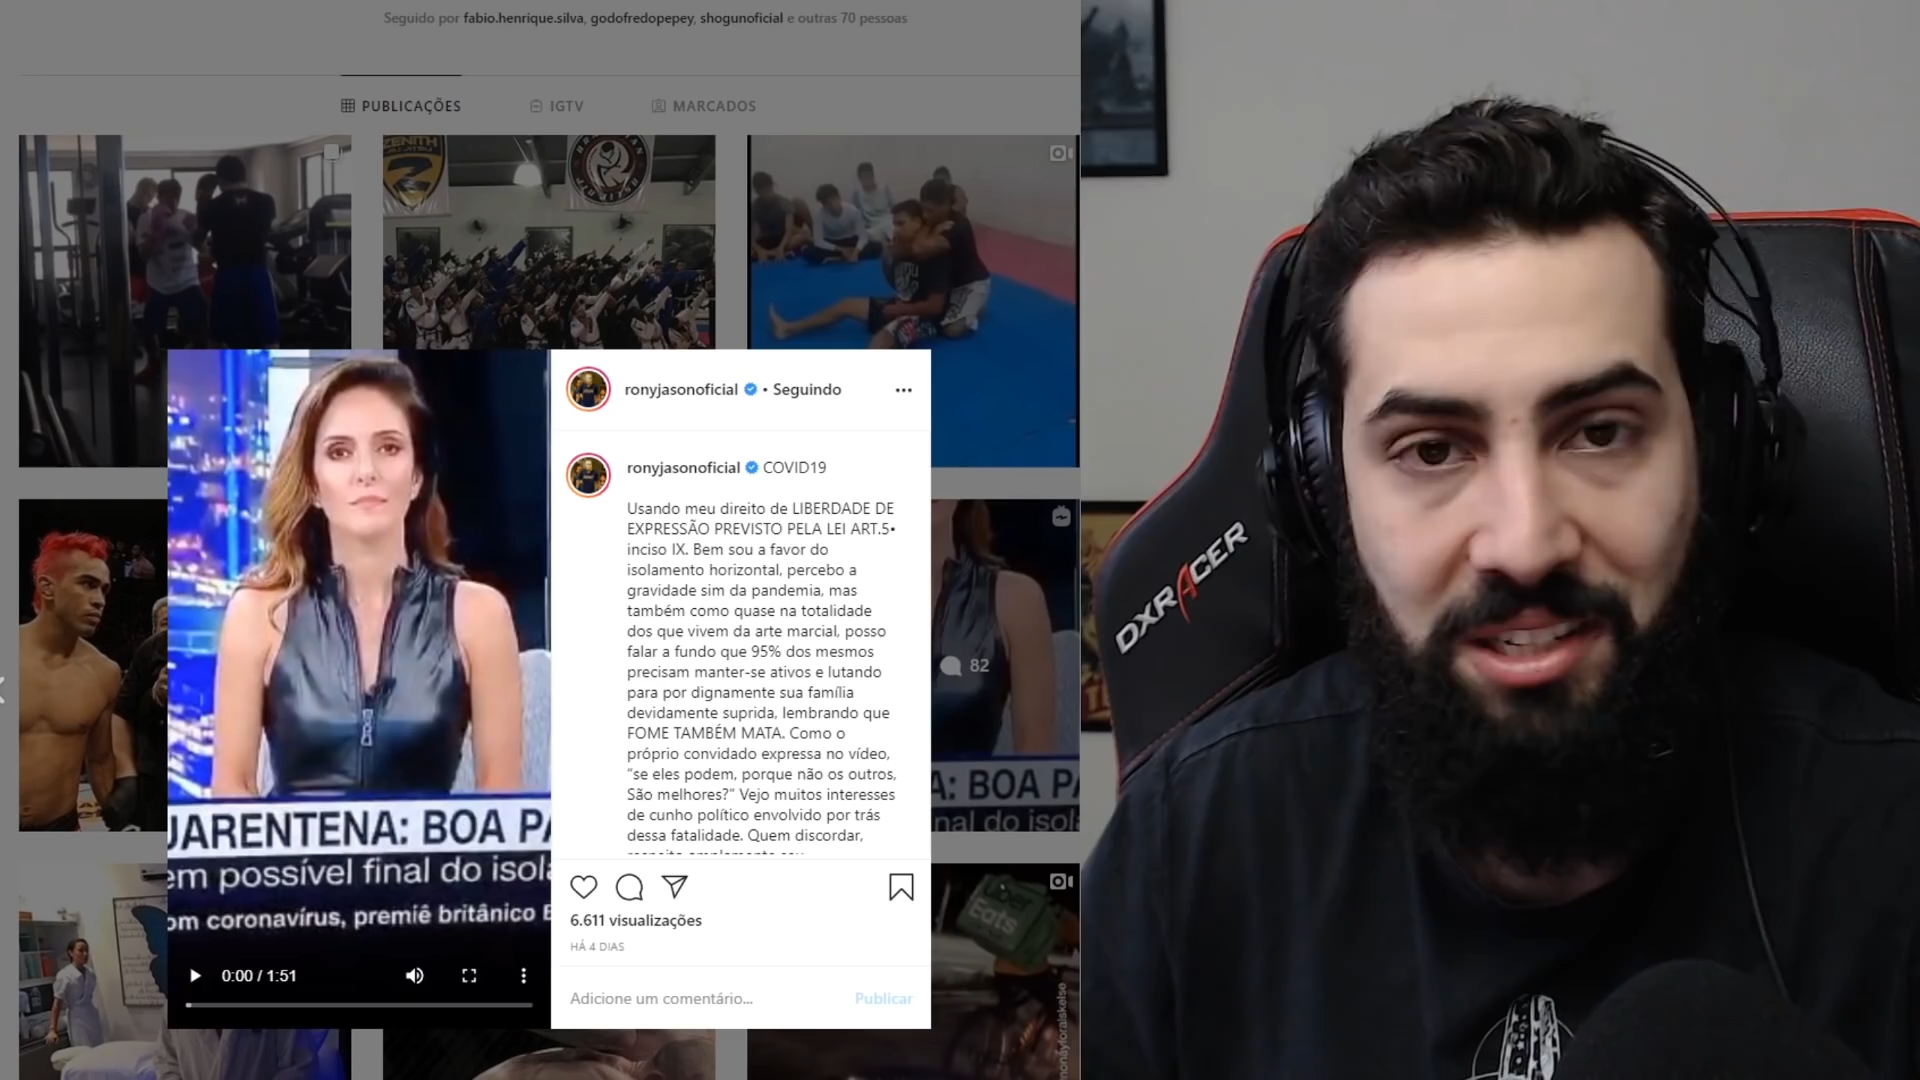 Seguido por fabio.henrique.silva, godofredopepey, shogunoficial e outras 70 pessoas
PUBLICAÇÕES
IGTV
MARCADOS
ZENITH
JIU-JITSU
ronyjasonoficial • Seguindo
ronyjasonoficial COVID19
Usando meu direito de LIBERDADE DE
EXPRESSÃO PREVISTO PELA LEI ART.5•
inciso IX. Bem sou a favor do
isolamento horizontal, percebo a
gravidade sim da pandemia, mas
também como quase na totalidade
dos que vivem da arte marcial, posso
falar a fundo que 95% dos mesmos
precisam manter-se ativos e lutando
para por dignamente sua família
devidamente suprida, lembrando que
FOME TAMBÉM MATA. Como o
próprio convidado expressa no vídeo,
"se eles podem, porque não os outros,
São melhores?" Vejo muitos interesses
de cunho político envolvido por trás
dessa fatalidade. Quem discordar,
6.611 visualizações
HÁ 4 DIAS
Adicione um comentário...
Publicar
JARENTENA: BOA PA
em possível final do isola
om coronavírus, premiê britânico B
0:00 / 1:51
82
A: BOA PA
nal do isola
Uber
Eats
DXRACER